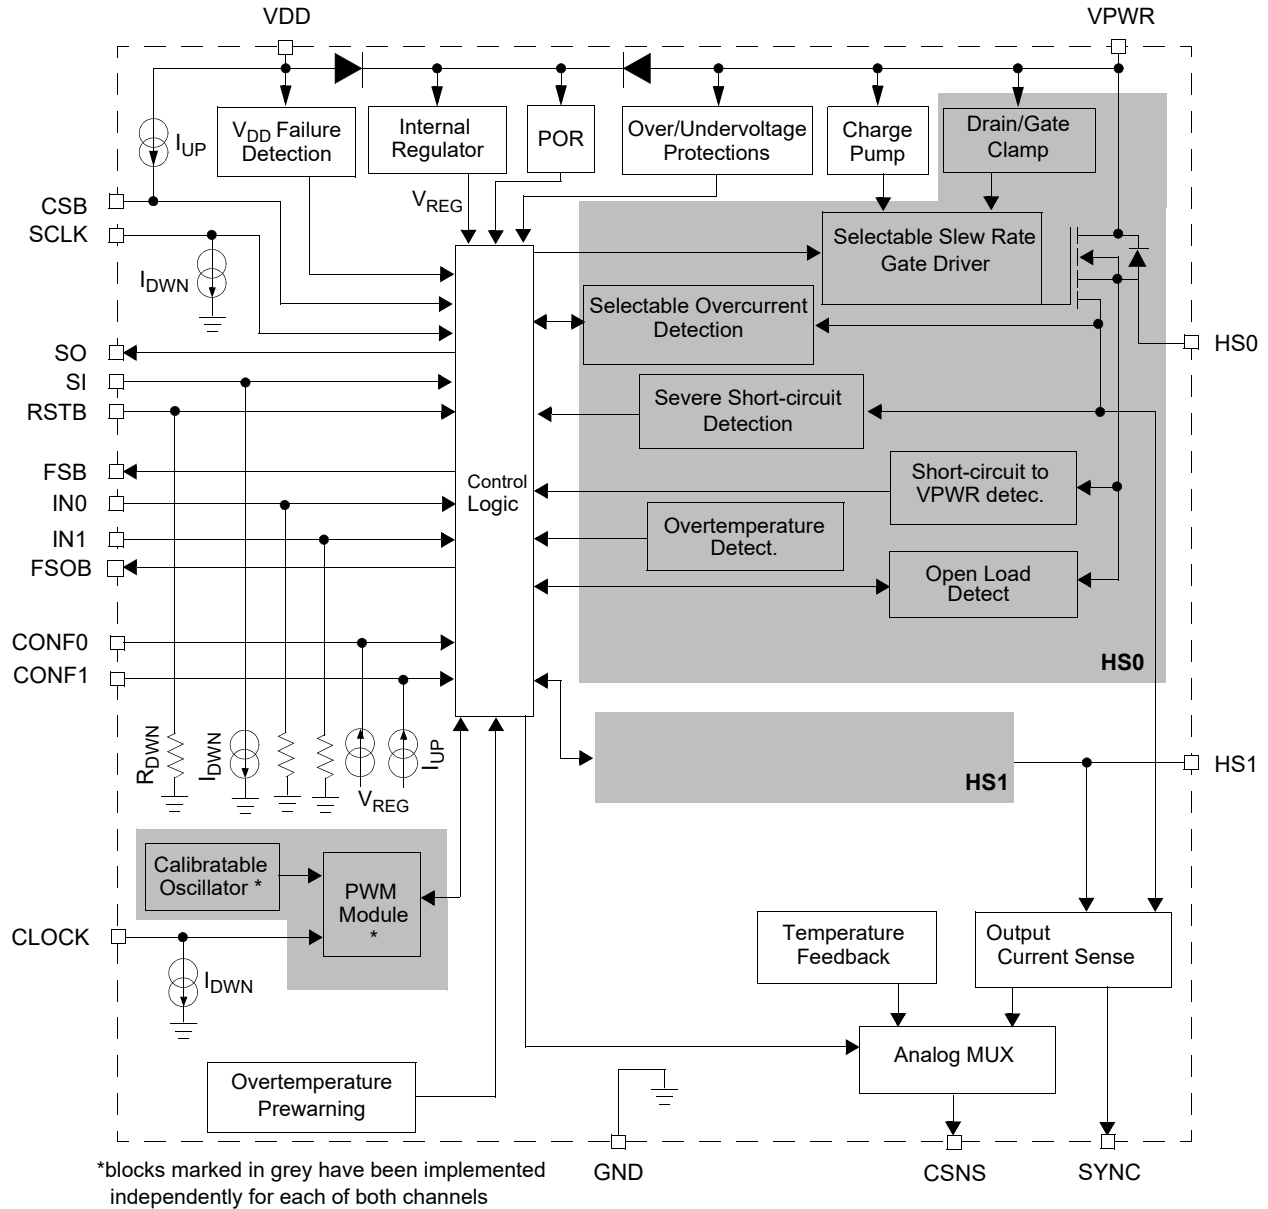 VDD
VPWR
IUP
VDD Failure
Detection
Internal
Regulator
POR
Over/Undervoltage
Protections
Charge
Pump
Drain/Gate
Clamp
VREG
CSB
SCLK
IDWN
Selectable Slew Rate
Gate Driver
Selectable Overcurrent
Detection
HS0
SO
SI
RSTB
Severe Short-circuit
Detection
FSB
IN0
IN1
FSOB
Control
Logic
Short-circuit to
VPWR detec.
Overtemperature
Detect.
Open Load
Detect
CONF0
CONF1
HS0
RDWN
IDWN
IUP
VREG
HS1
HS1
Calibratable
Oscillator *
PWM
Module
*
CLOCK
IDWN
Temperature
Feedback
Output
Current Sense
Analog MUX
Overtemperature
Prewarning
GND
CSNS
SYNC
*blocks marked in grey have been implemented
independently for each of both channels